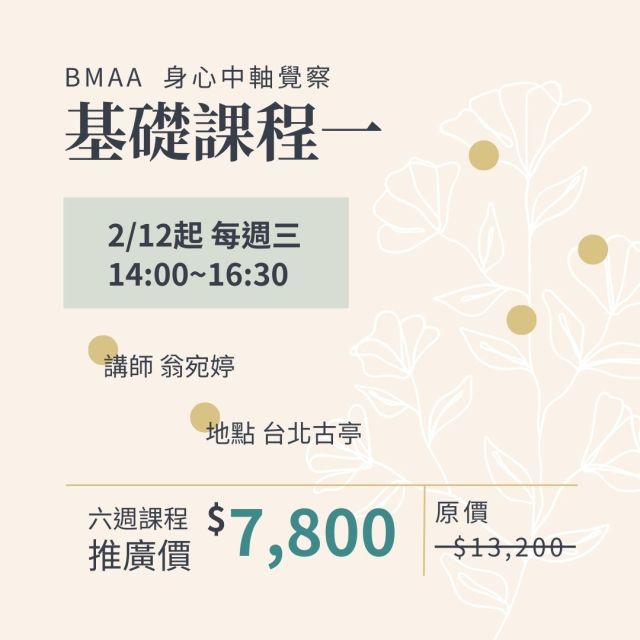 BMAA 身心中軸覺察
基礎課程一
2/12起 每週三
14:00~16:30
講師 翁宛婷
地點 台北古亭
六週課程
推廣價
$7,800
原價
$13,200